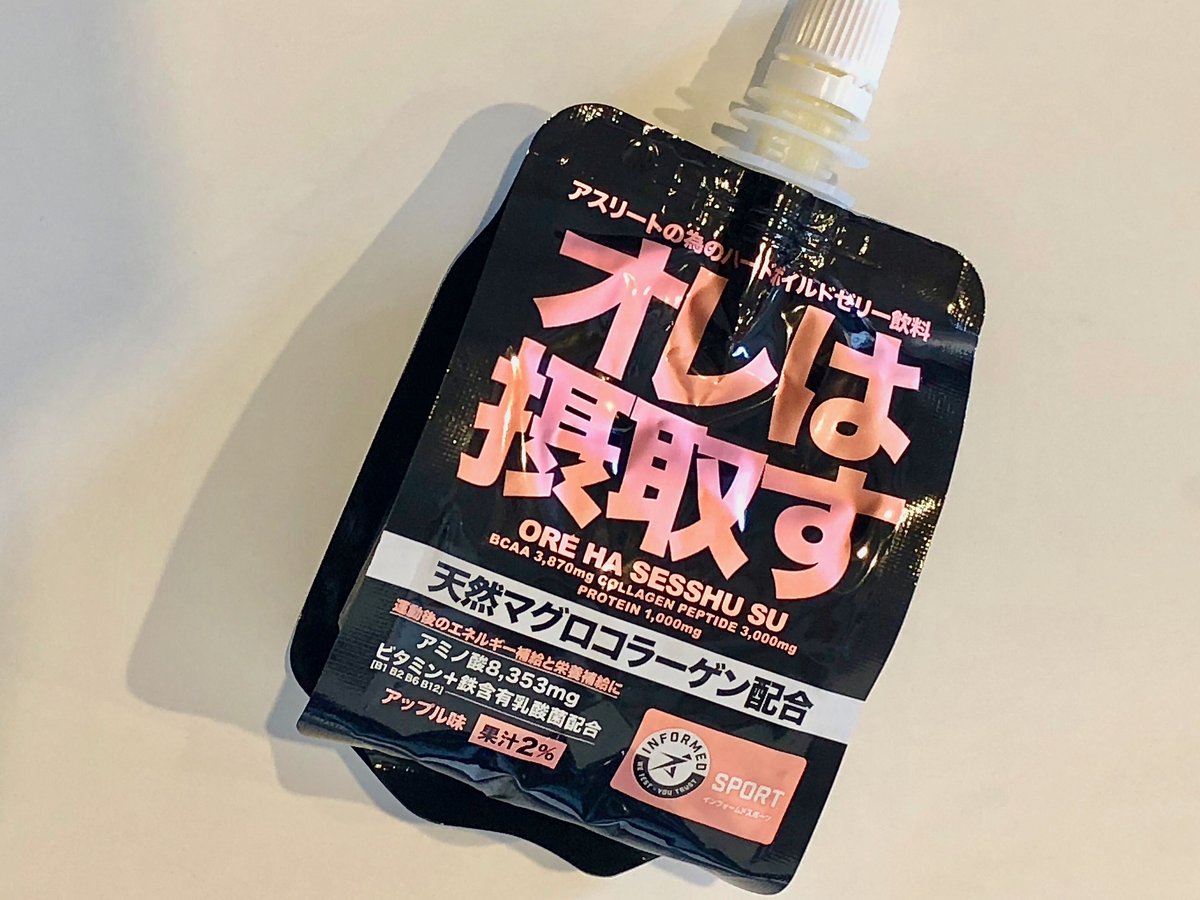 アスリートの為のハードボイルドゼリー飲料
オレは
摂取す
ORE HA SESSHU SU
BCAA 3,870mg COLLAGEN PEPTIDE 3,000mg
PROTEIN 1,000mg
天然マグロコラーゲン配合
運動後のエネルギー補給と栄養補給に
アミノ酸8,353mg
ビタミン+鉄含有乳酸菌配合
[B1 B2 B6 B12]
アップル味 果汁2%
INFORMED
WE TEST・YOU TRUST
SPORT
インフォームドスポーツ